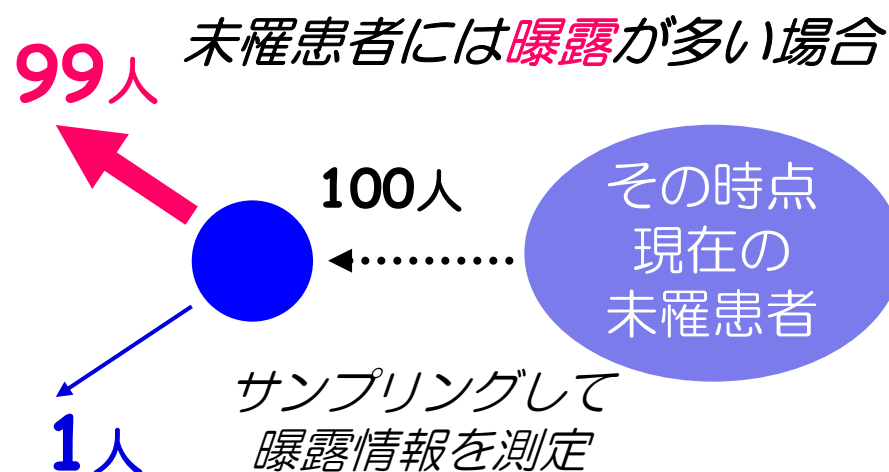 未罹患者には曝露が多い場合
99人
100人
その時点
現在の
未罹患者
サンプリングして
曝露情報を測定
1人